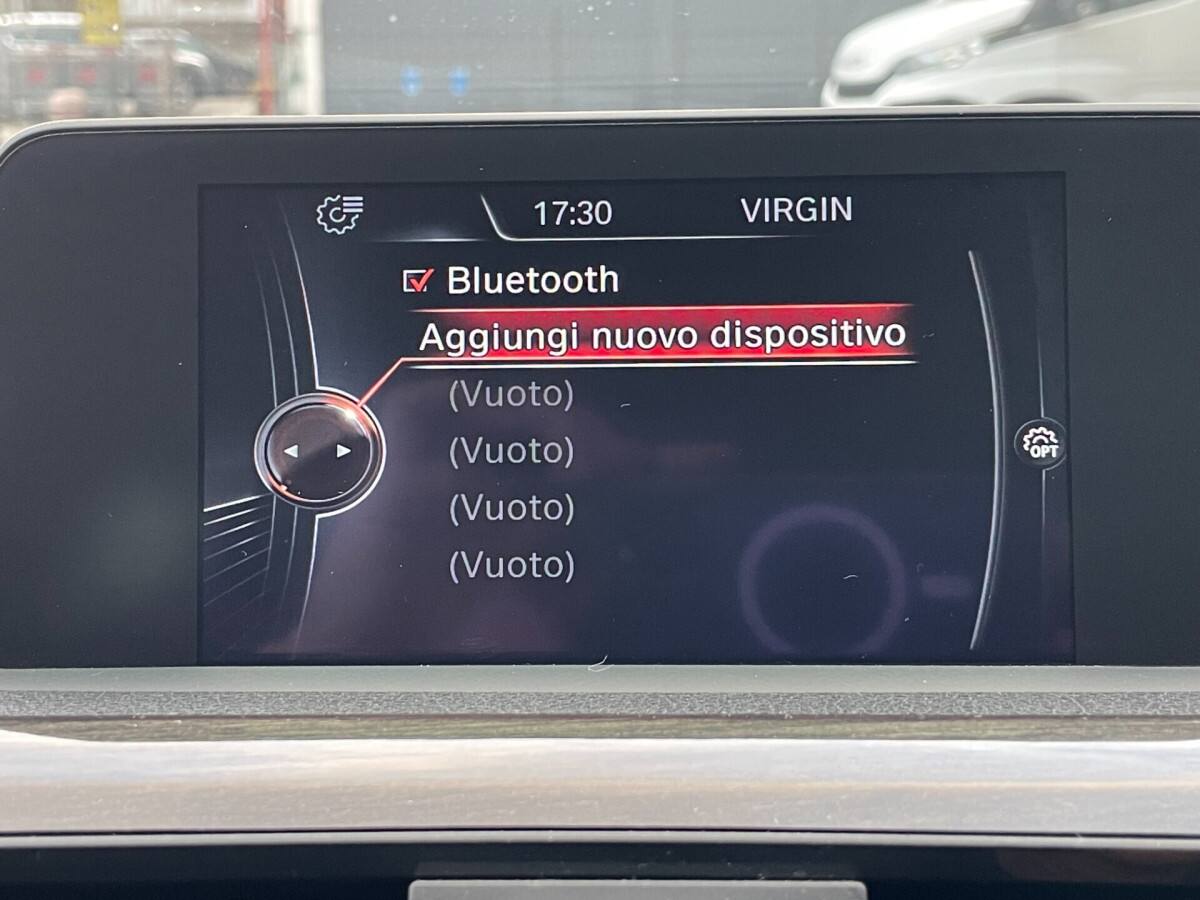 17:30 VIRGIN
Bluetooth
Aggiungi nuovo dispositivo
(Vuoto)
(Vuoto)
OPT
(Vuoto)
(Vuoto)